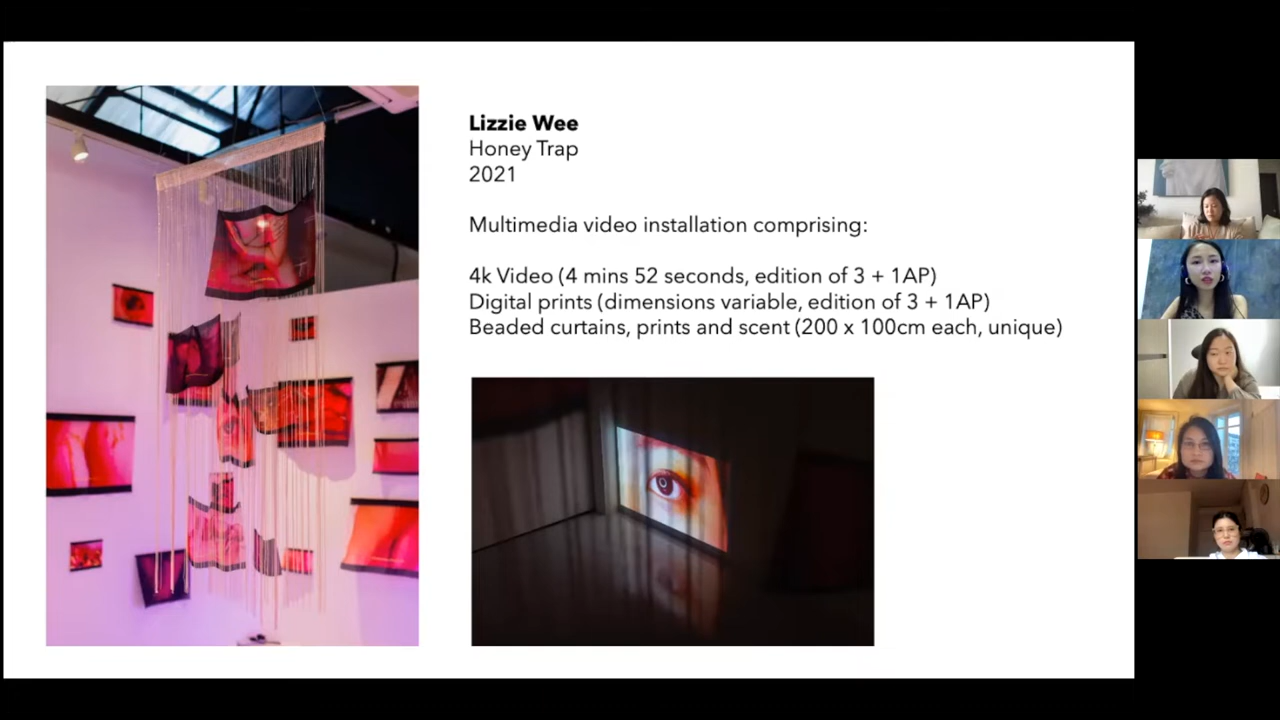 Lizzie Wee
Honey Trap
2021
Multimedia video installation comprising:
4k Video (4 mins 52 seconds, edition of 3 + 1AP)
Digital prints (dimensions variable, edition of 3 + 1AP)
Beaded curtains, prints and scent (200 x 100cm each, unique)